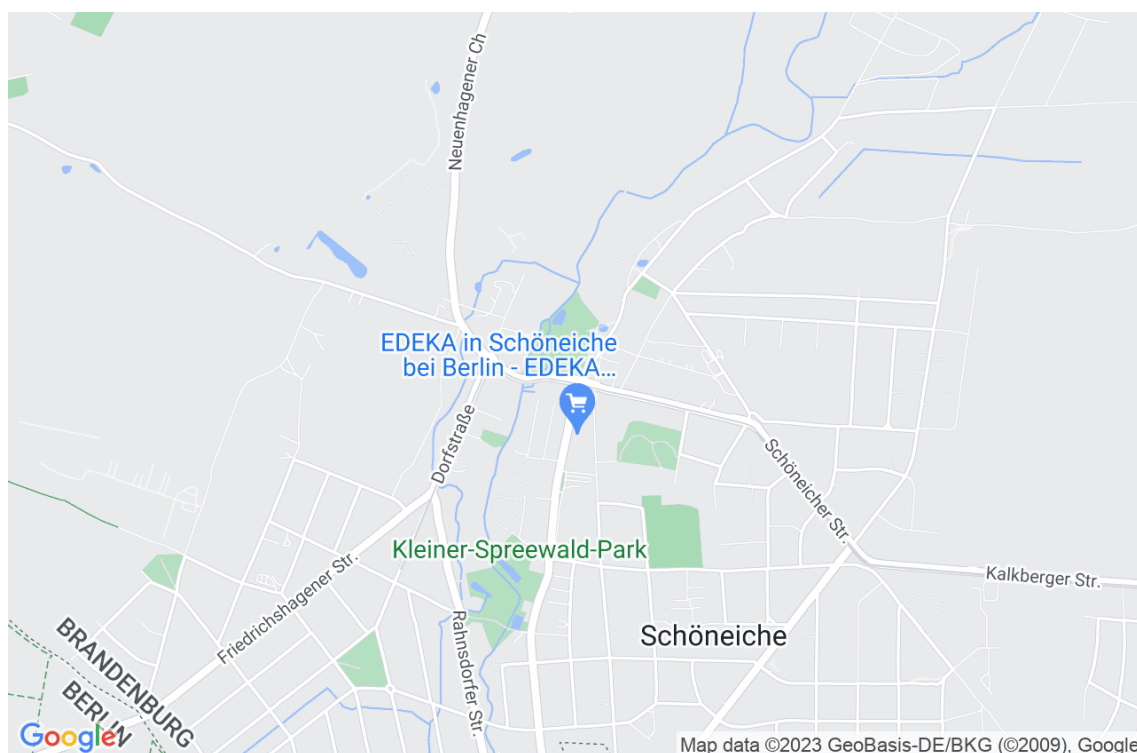 Neuenhagener Ch
EDEKA in Schöneiche
bei Berlin - EDEKA...
Dorfstraße
Schöneicher Str.
Kleiner-Spreewald-Park
Friedrichshagener Str.
Kalkberger Str.
Rahnsdorfer Str.
Schöneiche
BRANDENBURG
BERLIN
Google
Map data ©2023 GeoBasis-DE/BKG (©2009), Google